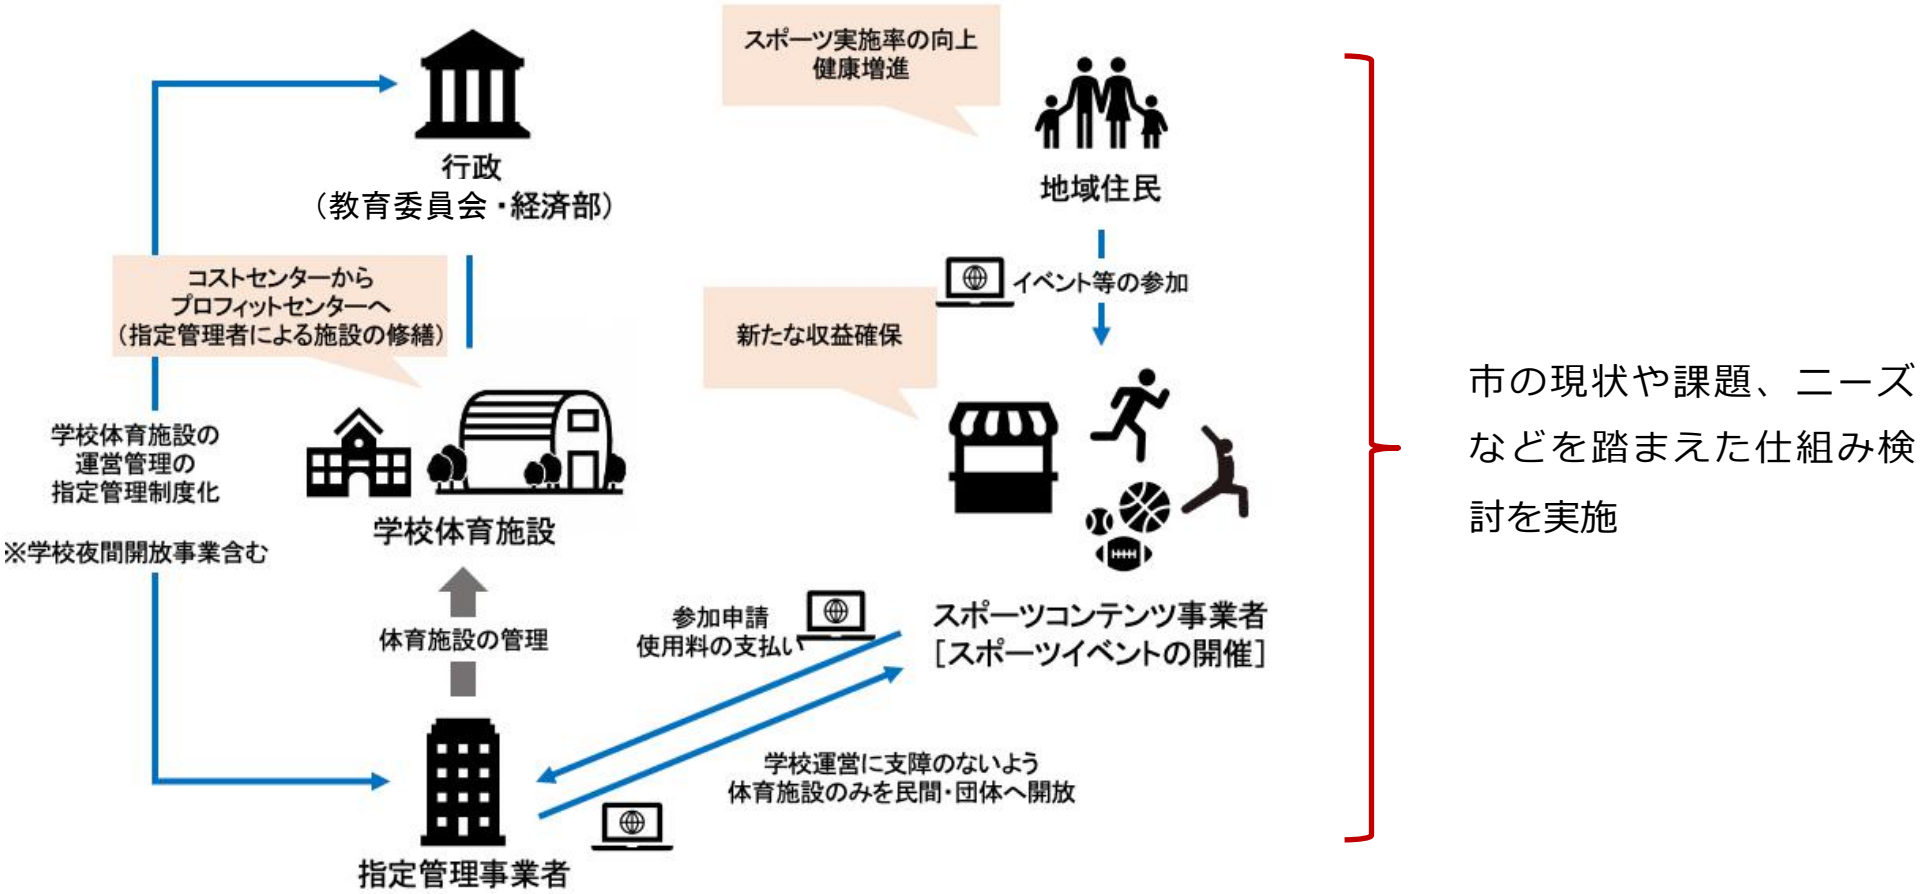 スポーツ実施率の向上
健康増進
行政
（教育委員会・経済部）
地域住民
コストセンターから
プロフィットセンターへ
（指定管理者による施設の修繕）
イベント等の参加
新たな収益確保
学校体育施設の
運営管理の
指定管理制度化
※学校夜間開放事業含む
学校体育施設
体育施設の管理
参加申請
使用料の支払い
スポーツコンテンツ事業者
［スポーツイベントの開催］
学校運営に支障のないよう
体育施設のみを民間・団体へ開放
指定管理事業者
市の現状や課題、ニーズ
などを踏まえた仕組み検
討を実施